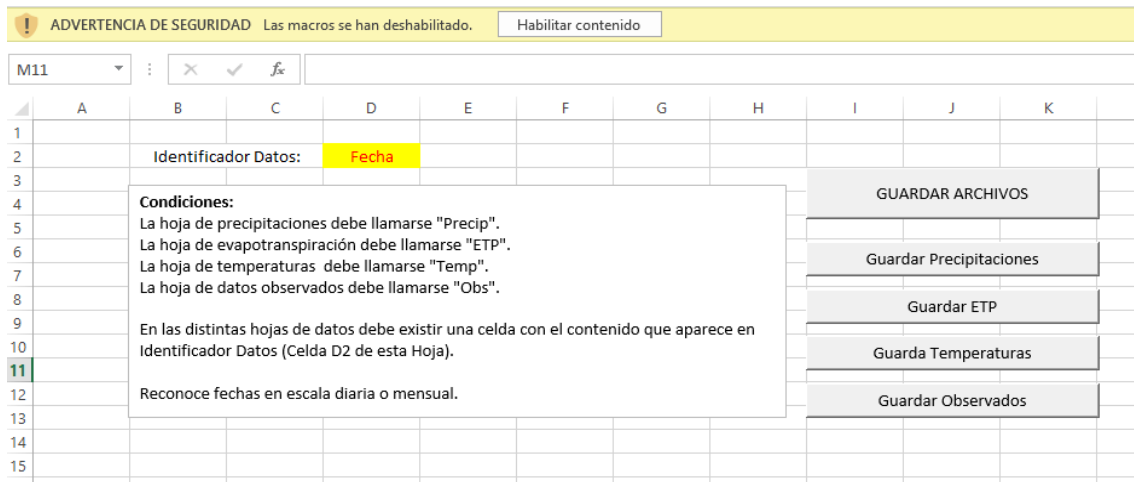 ADVERTENCIA DE SEGURIDAD Las macros se han deshabilitado. Habilitar contenido
M11 fx
A B C D E F G H I J K
1
2 Identificador Datos: Fecha
3
4
5
6
7
8
9
10
11
12
13
14
15
Condiciones:
La hoja de precipitaciones debe llamarse "Precip".
La hoja de evapotranspiración debe llamarse "ETP".
La hoja de temperaturas  debe llamarse "Temp".
La hoja de datos observados debe llamarse "Obs".
En las distintas hojas de datos debe existir una celda con el contenido que aparece en
Identificador Datos (Celda D2 de esta Hoja).
Reconoce fechas en escala diaria o mensual.
GUARDAR ARCHIVOS
Guardar Precipitaciones
Guardar ETP
Guarda Temperaturas
Guardar Observados